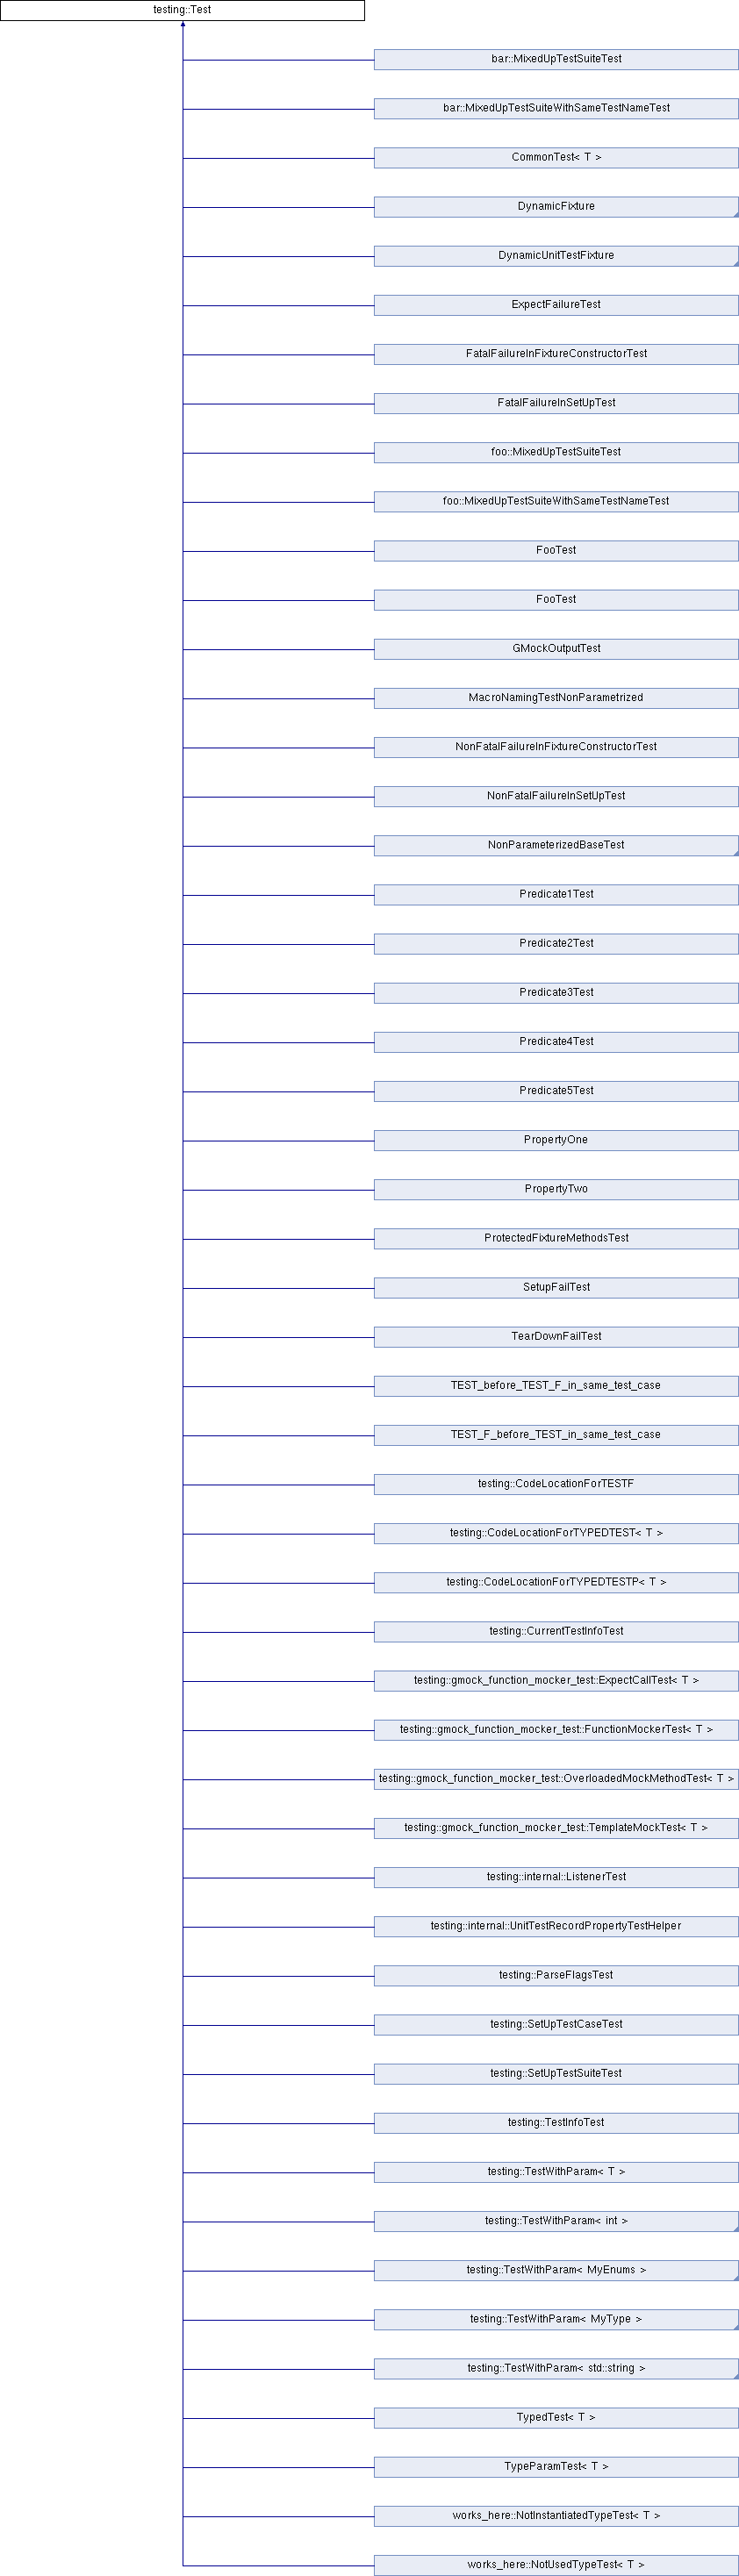 testing::Test
bar::MixedUpTestSuiteTest
bar::MixedUpTestSuiteWithSameTestNameTest
CommonTest< T >
DynamicFixture
DynamicUnitTestFixture
ExpectFailureTest
FatalFailureInFixtureConstructorTest
FatalFailureInSetUpTest
foo::MixedUpTestSuiteTest
foo::MixedUpTestSuiteWithSameTestNameTest
FooTest
FooTest
GMockOutputTest
MacroNamingTestNonParametrized
NonFatalFailureInFixtureConstructorTest
NonFatalFailureInSetUpTest
NonParameterizedBaseTest
Predicate1Test
Predicate2Test
Predicate3Test
Predicate4Test
Predicate5Test
PropertyOne
PropertyTwo
ProtectedFixtureMethodsTest
SetupFailTest
TearDownFailTest
TEST_before_TEST_F_in_same_test_case
TEST_F_before_TEST_in_same_test_case
testing::CodeLocationForTESTF
testing::CodeLocationForTYPEDTEST< T >
testing::CodeLocationForTYPEDTESTP< T >
testing::CurrentTestInfoTest
testing::gmock_function_mocker_test::ExpectCallTest< T >
testing::gmock_function_mocker_test::FunctionMockerTest< T >
testing::gmock_function_mocker_test::OverloadedMockMethodTest< T >
testing::gmock_function_mocker_test::TemplateMockTest< T >
testing::internal::ListenerTest
testing::internal::UnitTestRecordPropertyTestHelper
testing::ParseFlagsTest
testing::SetUpTestCaseTest
testing::SetUpTestSuiteTest
testing::TestInfoTest
testing::TestWithParam< T >
testing::TestWithParam< int >
testing::TestWithParam< MyEnums >
testing::TestWithParam< MyType >
testing::TestWithParam< std::string >
TypedTest< T >
TypeParamTest< T >
works_here::NotInstantiatedTypeTest< T >
works_here::NotUsedTypeTest< T >